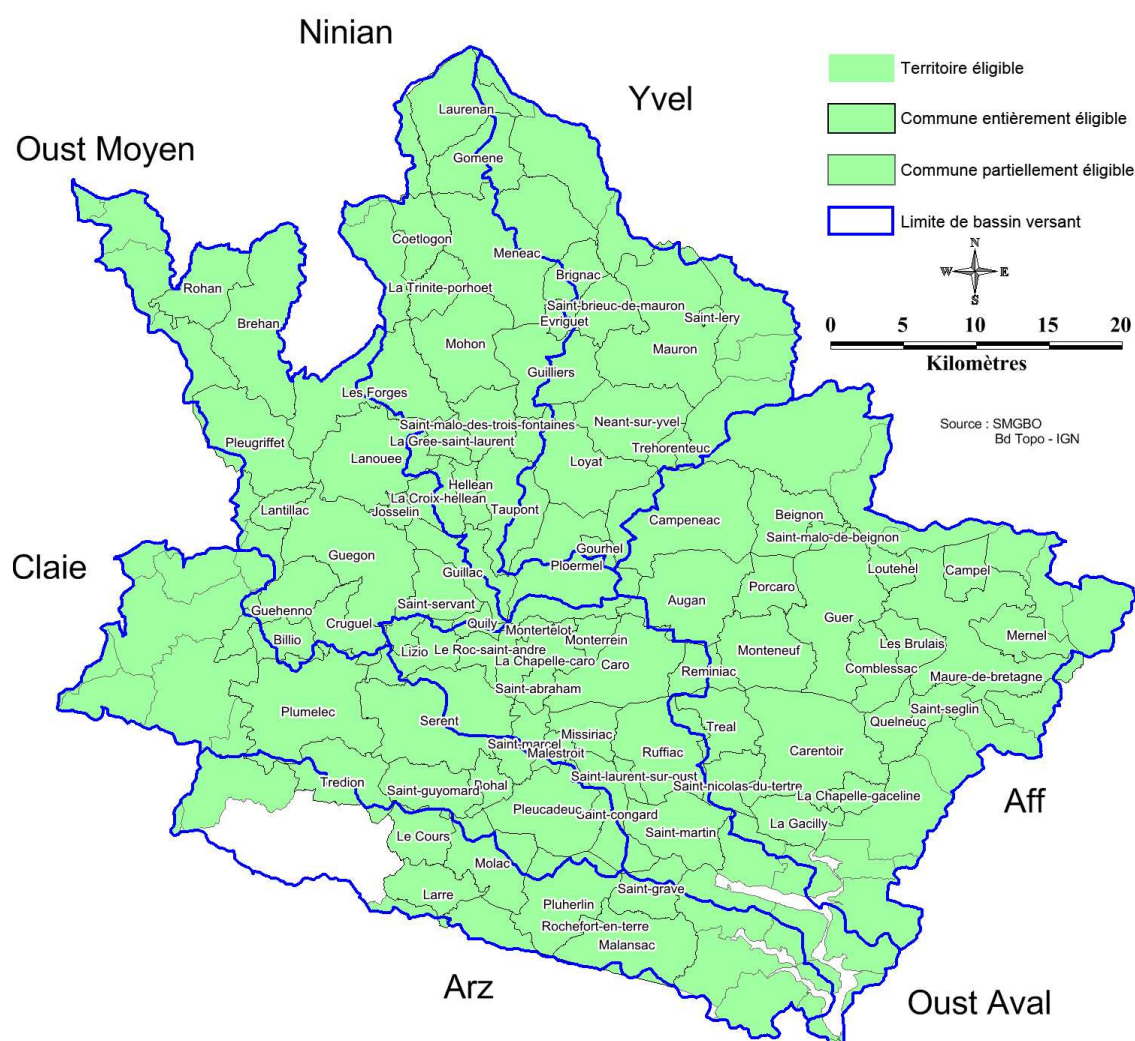 Ninian
Territoire éligible
Yvel
Laurenan
Commune entièrement éligible
Oust Moyen
Gomene
Commune partiellement éligible
Limite de bassin versant
Coetlogon
N
Meneac
W
E
S
Brignac
Rohan
La Trinite-porhoet
Saint-brieuc-de-mauron
Brehan
Evriguet
Saint-lery
0 5 10 15 20
Mohon
Mauron
Kilomètres
Guilliers
Les Forges
Saint-malo-des-trois-fontaines
Neant-sur-yvel
Source : SMGBO
Bd Topo - IGN
Pleugriffet
La Gree-saint-laurent
Trehorenteuc
Lanouee
Loyat
Hellean
La Croix-hellean
Lantillac
Josselin
Taupont
Campeneac
Beignon
Saint-malo-de-beignon
Guegon
Gourhel
Claie
Guillac
Ploermel
Loutehel
Campel
Porcaro
Augan
Saint-servant
Guehenno
Guer
Cruguel
Quily
Montertelot
Mernel
Billio
Monterrein
Les Brulais
Lizio
Le Roc-saint-andre
Monteneuf
La Chapelle-caro
Caro
Comblessac
Reminiac
Maure-de-bretagne
Saint-abraham
Plumelec
Saint-seglin
Serent
Quelneuc
Treal
Missiriac
Saint-marcel
Malestroit
Ruffiac
Carentoir
Saint-laurent-sur-oust
Tredion
Saint-guyomard
Bohal
Saint-nicolas-du-tertre
La Chapelle-gaceline
Aff
Pleucadeuc
Saint-congard
La Gacilly
Le Cours
Saint-martin
Molac
Saint-grave
Larre
Pluherlin
Rochefort-en-terre
Malansac
Arz
Oust Aval